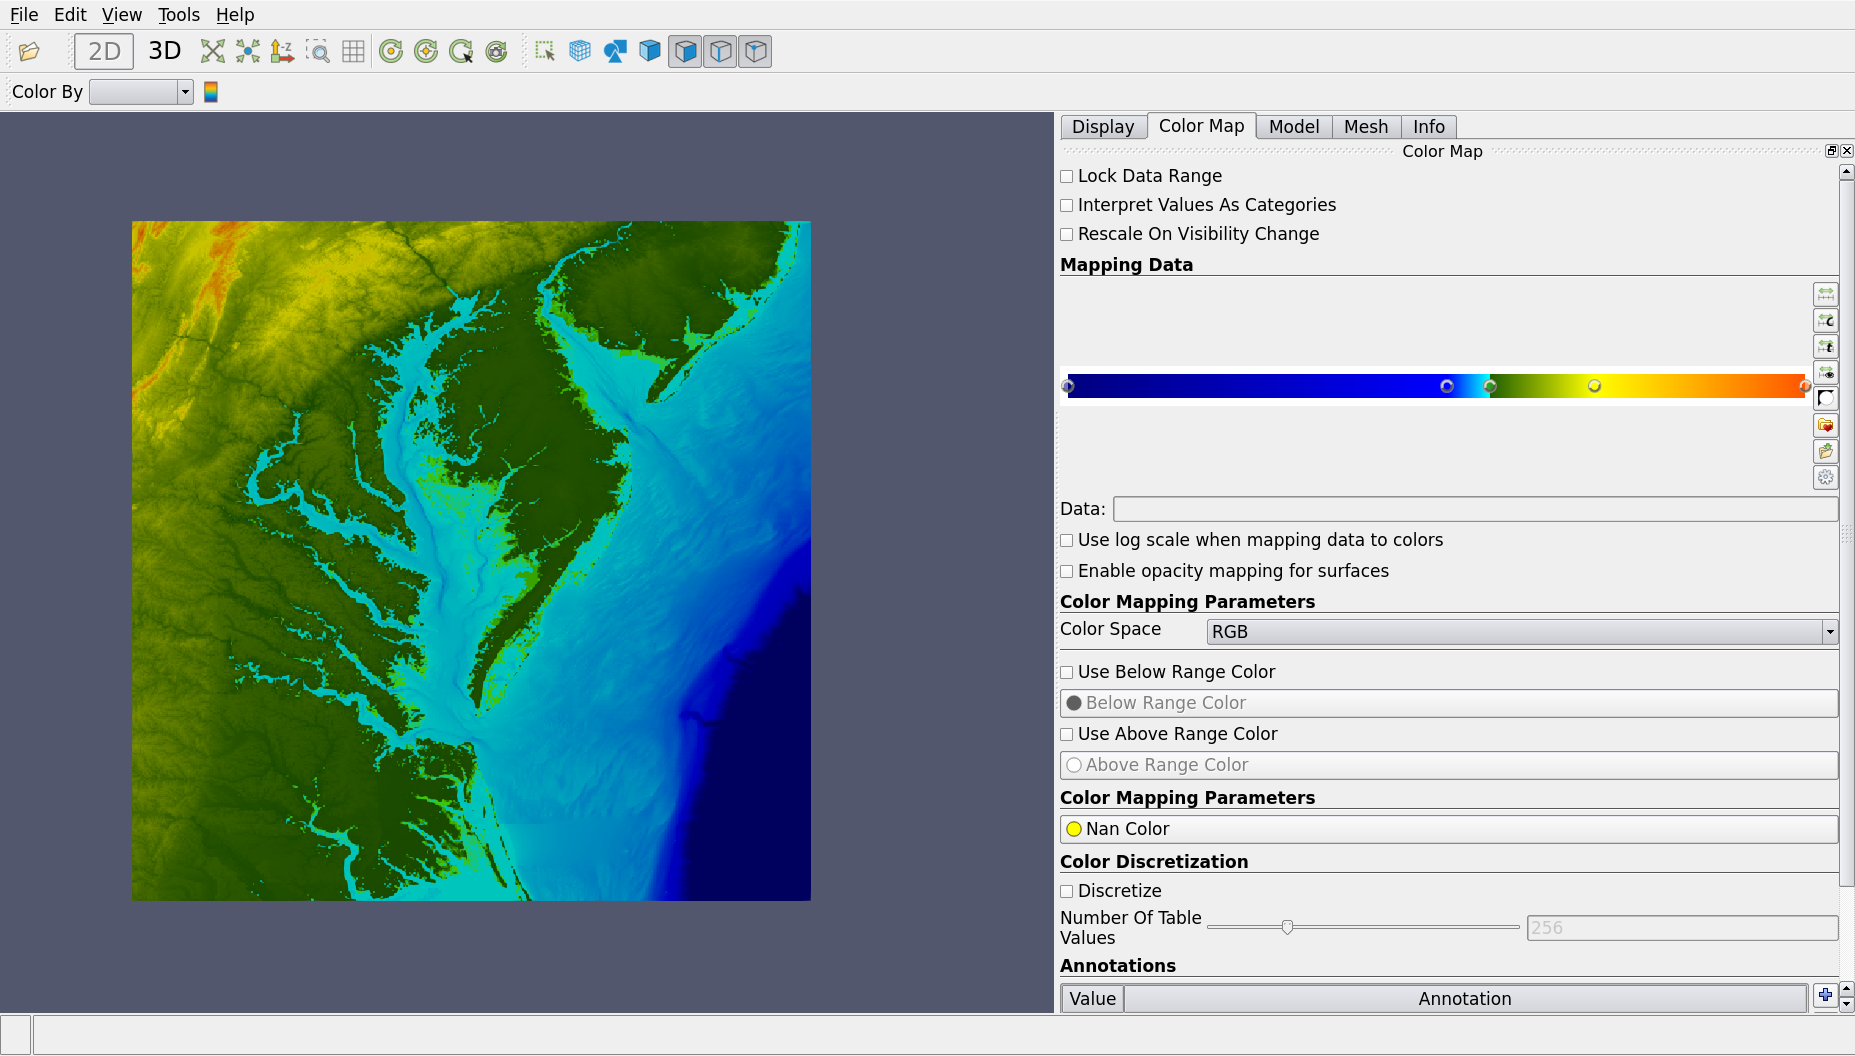 File Edit View Tools Help
2D 3D -Z
Color By
Display Color Map Model Mesh Info
Color Map
Lock Data Range
Interpret Values As Categories
Rescale On Visibility Change
Mapping Data
Data:
Use log scale when mapping data to colors
Enable opacity mapping for surfaces
Color Mapping Parameters
Color Space RGB
Use Below Range Color
Below Range Color
Use Above Range Color
Above Range Color
Color Mapping Parameters
Nan Color
Color Discretization
Discretize
Number Of Table
Values 256
Annotations
Value Annotation